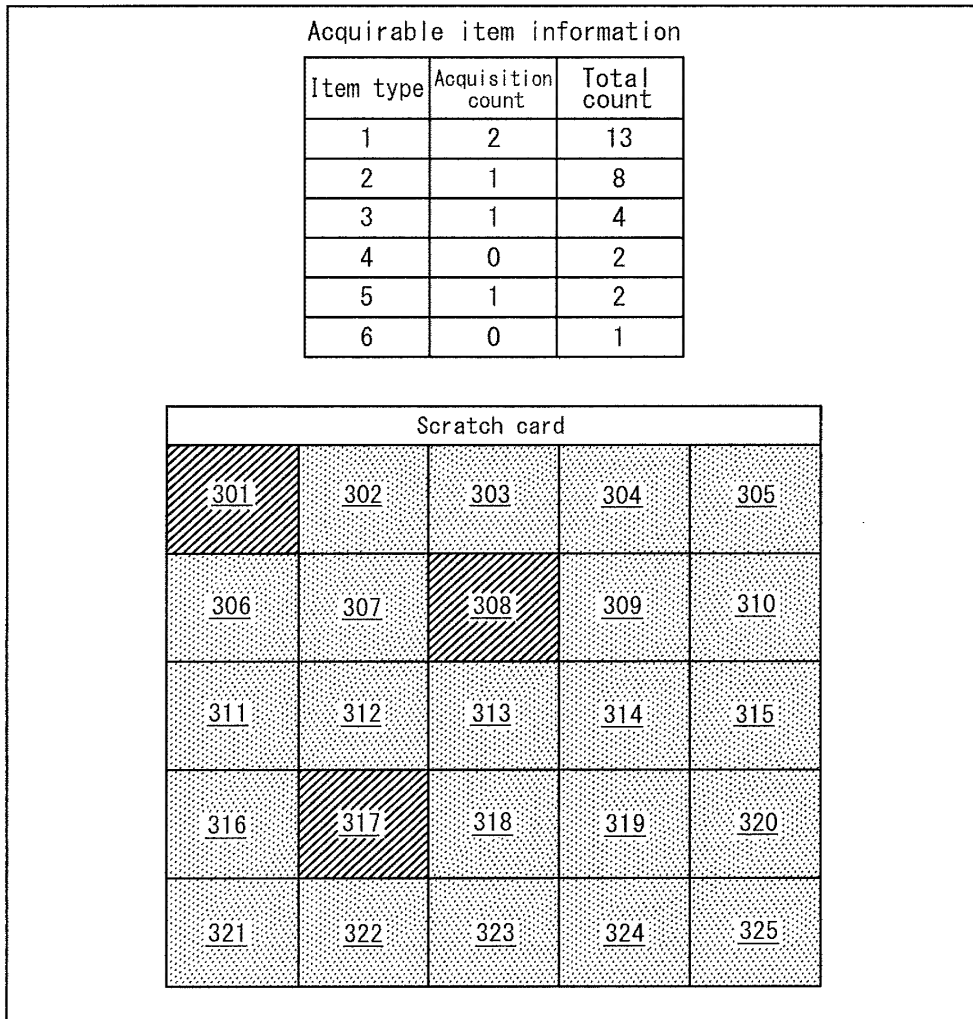 Acquirable item information
Item type Acquisition count Total count
1 2 13
2 1 8
3 1 4
4 0 2
5 1 2
6 0 1
Scratch card
301 302 303 304 305
306 307 308 309 310
311 312 313 314 315
316 317 318 319 320
321 322 323 324 325